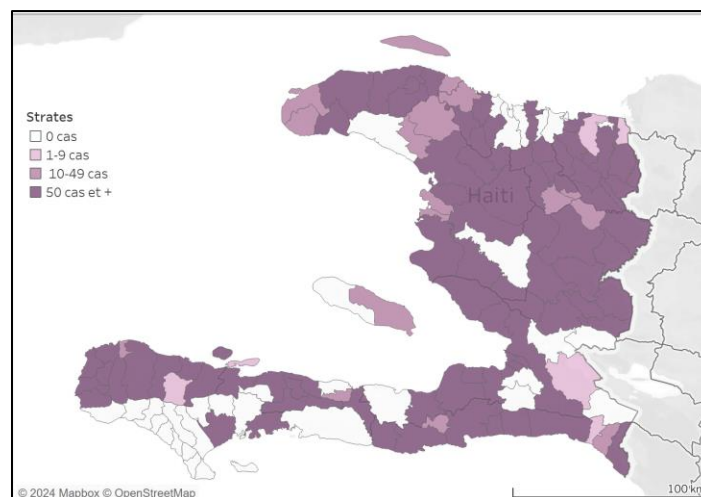 Strates
0 cas
1-9 cas
10-49 cas
50 cas et +
Haiti
© 2024 Mapbox © OpenStreetMap
100 km